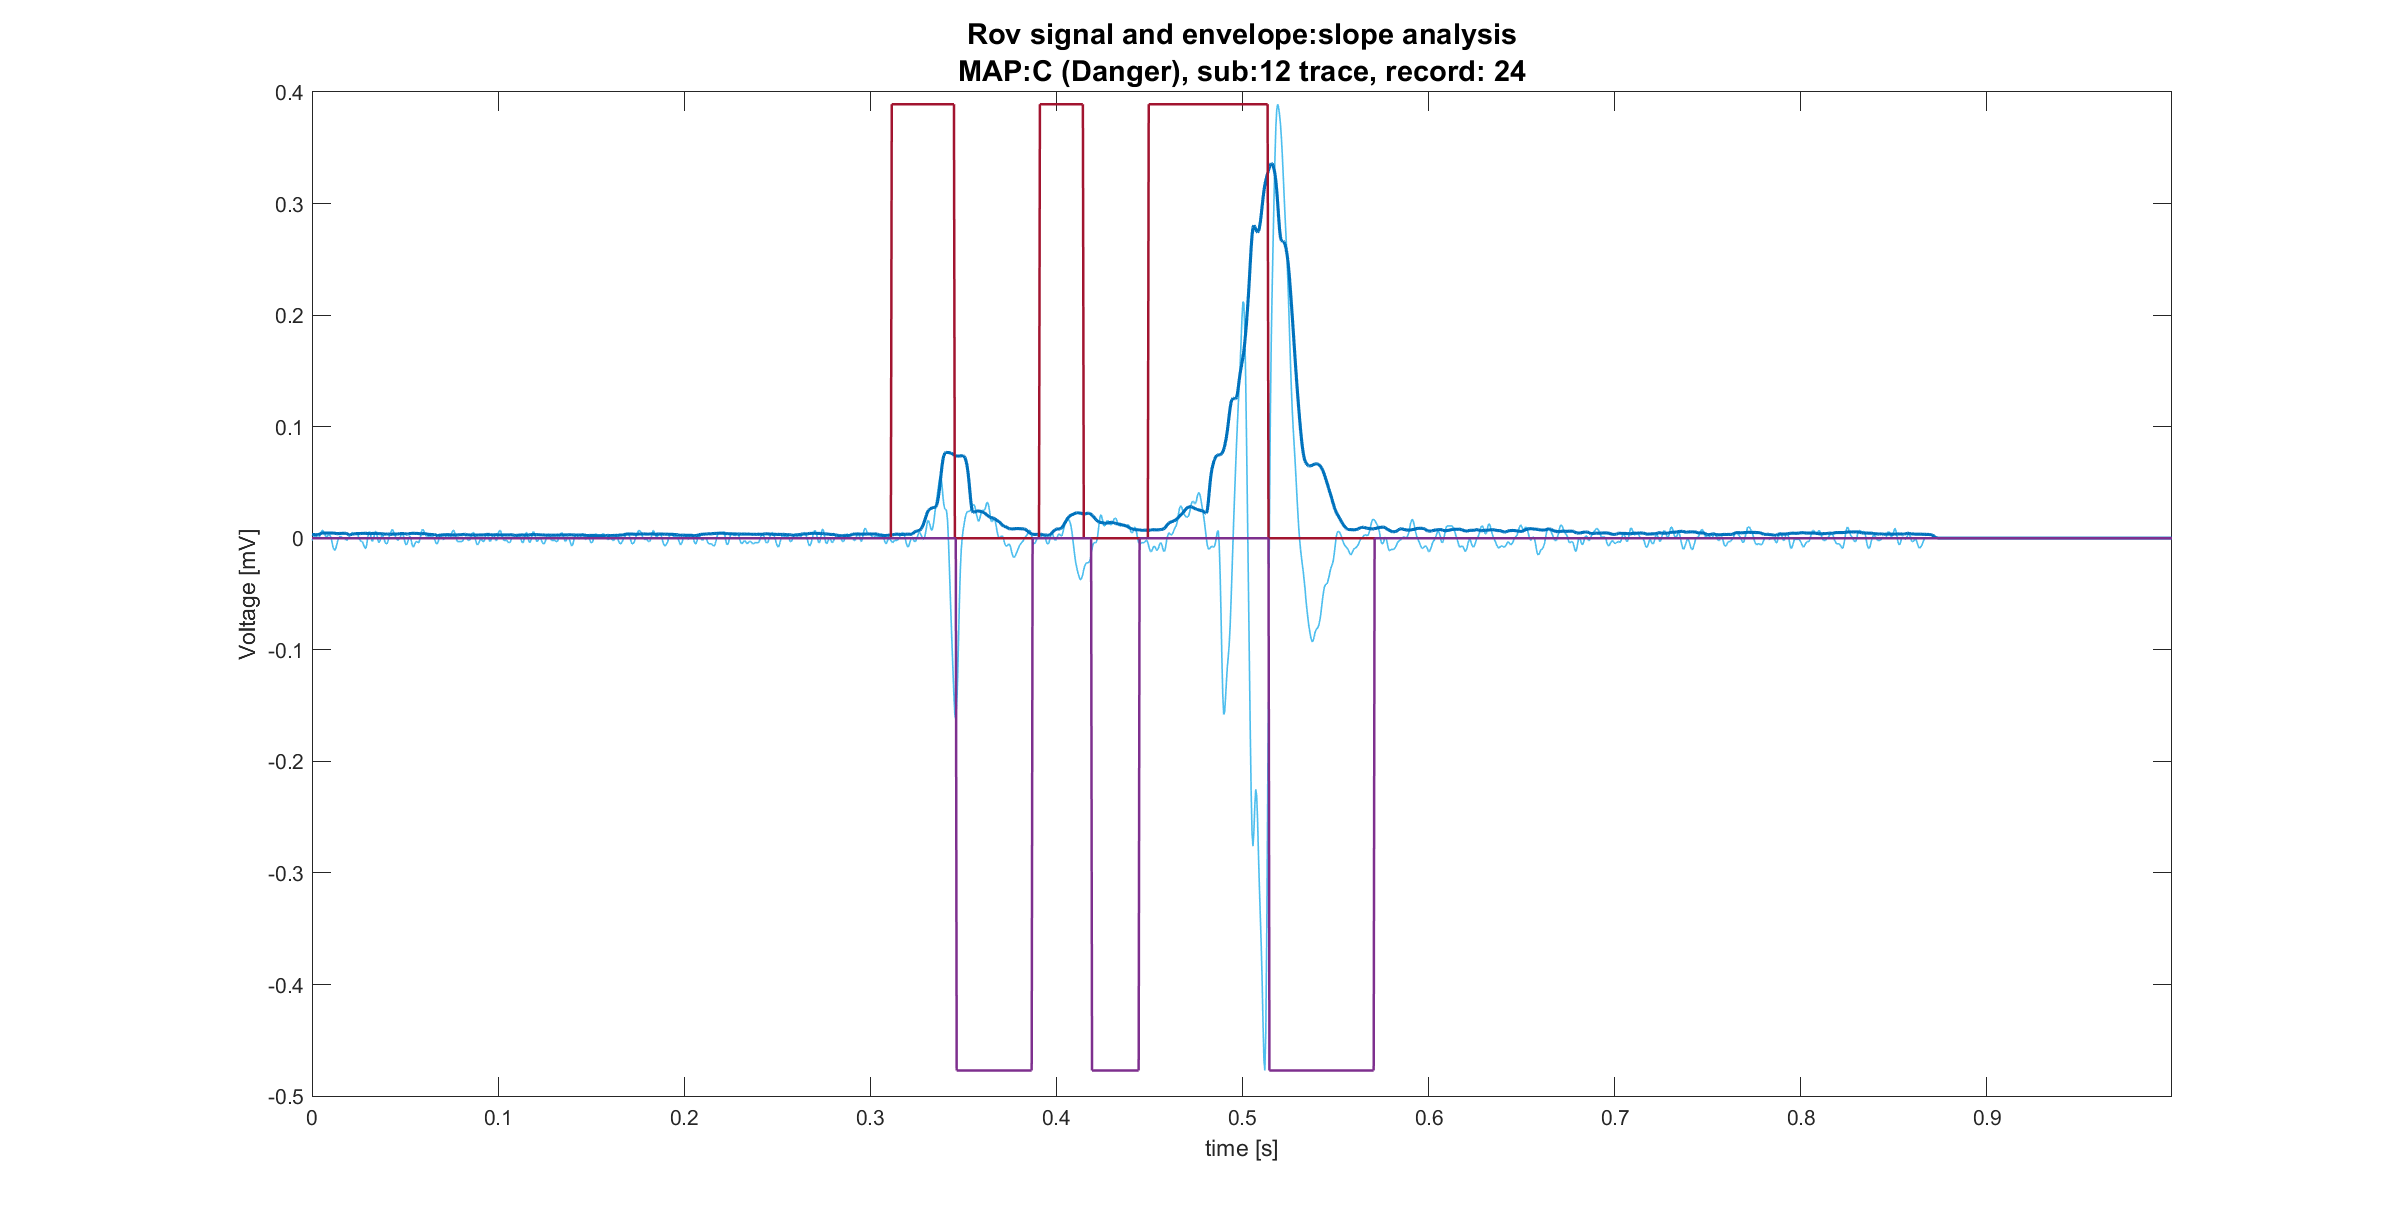 Rov signal and envelope:slope analysis
MAP:C (Danger), sub:12 trace, record: 24
0.4
0.3
0.2
0.1
0
-0.1
-0.2
-0.3
-0.4
-0.5
Voltage [mV]
0 0.1 0.2 0.3 0.4 0.5 0.6 0.7 0.8 0.9
time [s]